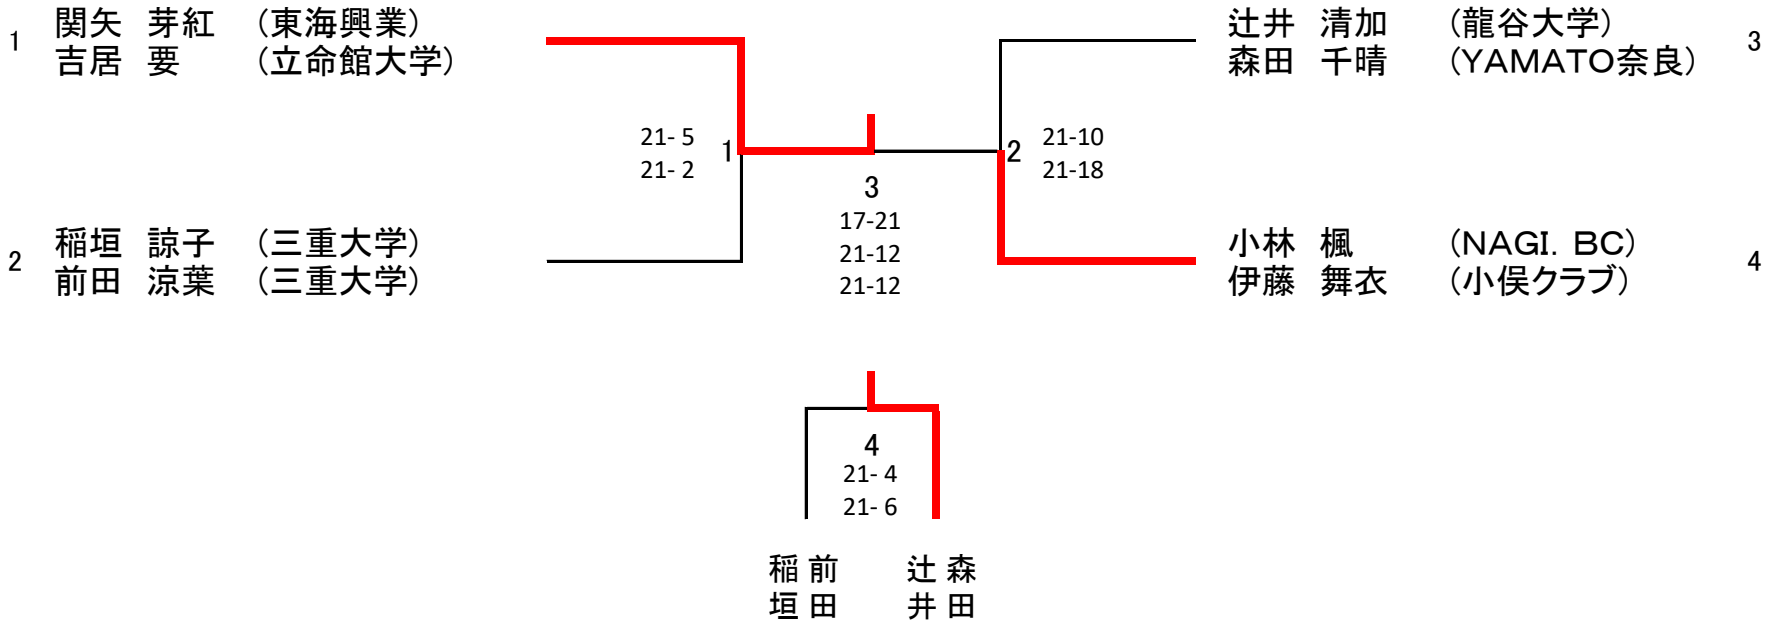 1 関矢 芽紅 (東海興業)
吉居 要 (立命館大学)
2 稲垣 諒子 (三重大学)
前田 涼葉 (三重大学)
辻井 清加 (龍谷大学) 3
森田 千晴 (YAMATO奈良)
小林 楓 (NAGI. BC) 4
伊藤 舞衣 (小俣クラブ)
1
21- 5
21- 2
2
21-10
21-18
3
17-21
21-12
21-12
4
21- 4
21- 6
稲垣
前田
辻井
森田